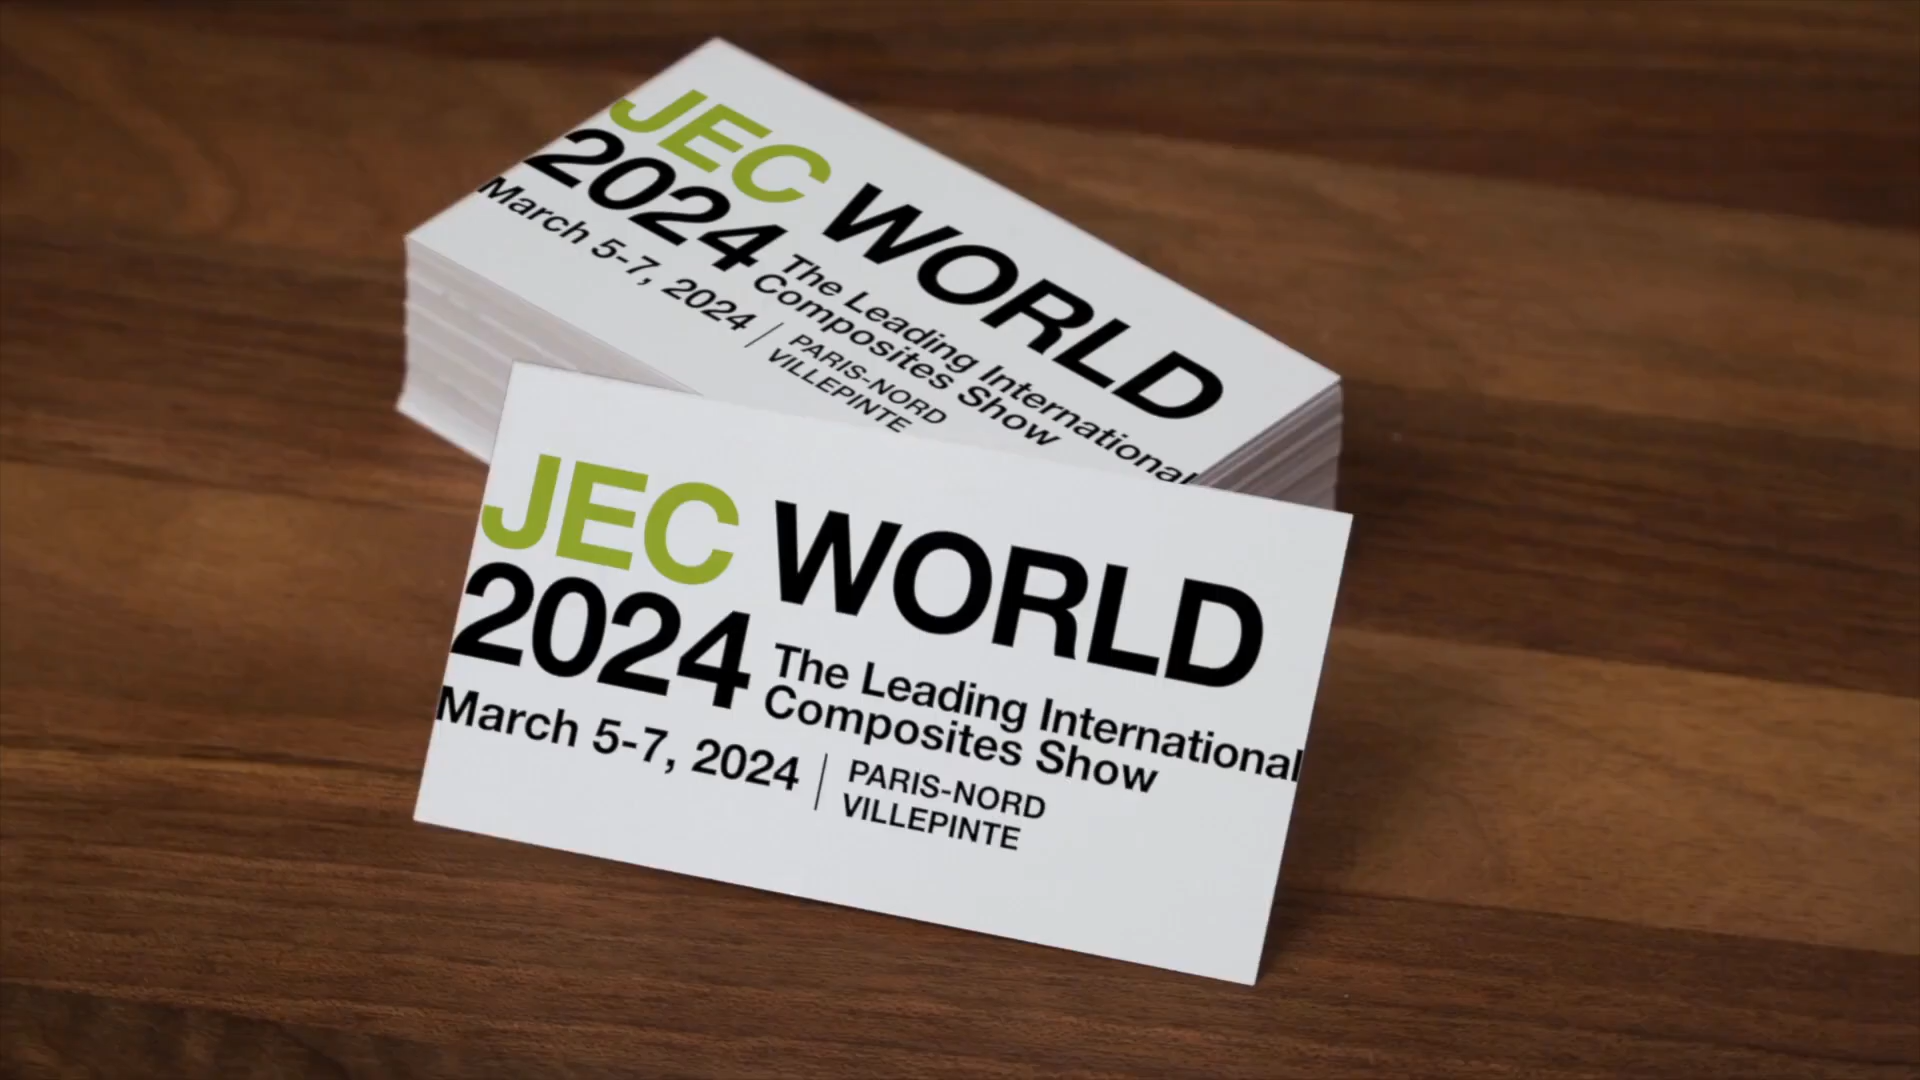 JEC WORLD
2024 The Leading International
Composites Show
March 5-7, 2024 | PARIS-NORD
VILLEPINTE
JEC WORLD
2024 The Leading International
Composites Show
March 5-7, 2024 | PARIS-NORD
VILLEPINTE